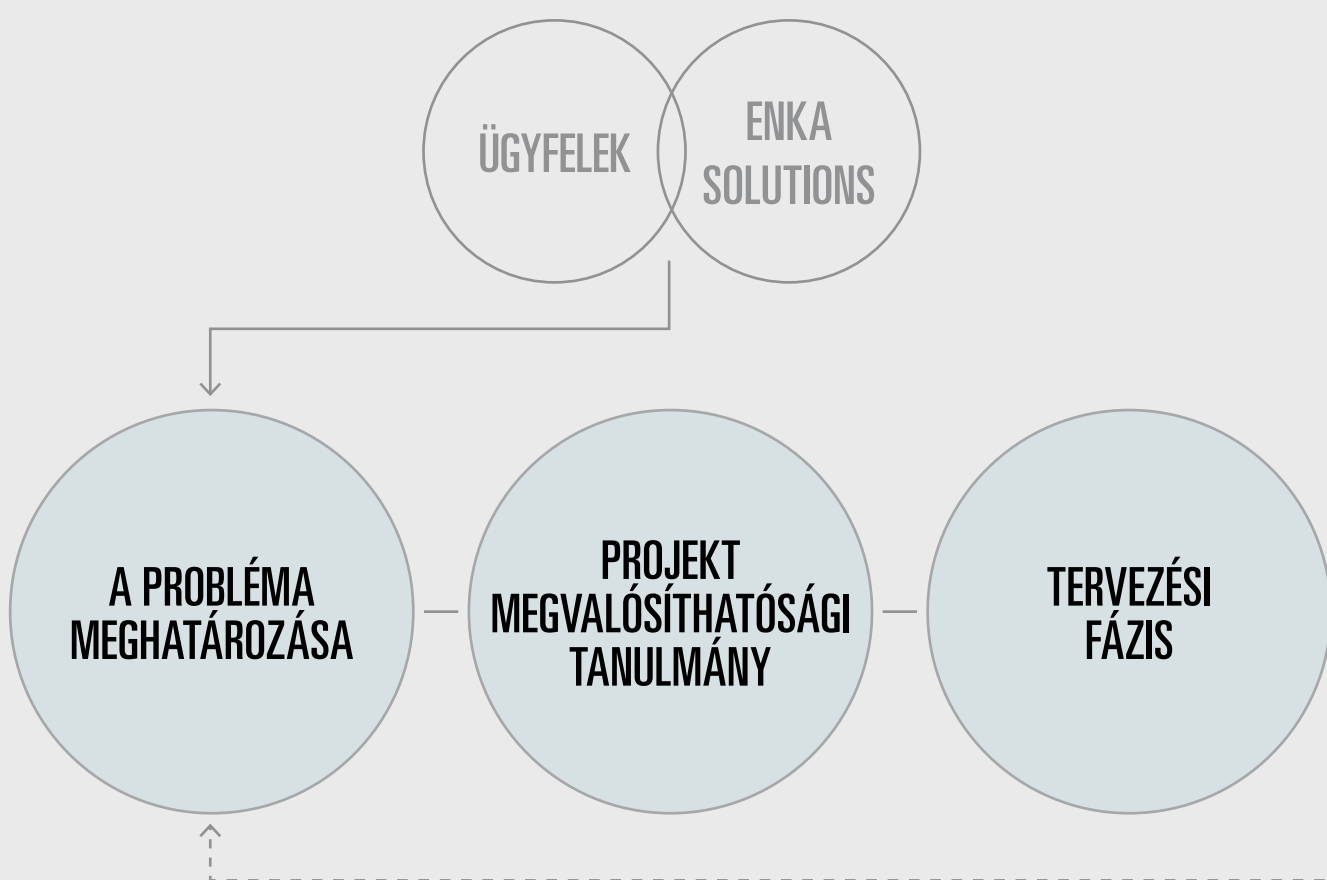 ÜGYFELEK
ENKA
SOLUTIONS
A PROBLÉMA
MEGHATÁROZÁSA
PROJEKT
MEGVALÓSÍTHATÓSÁGI
TANULMÁNY
TERVEZÉSI
FÁZIS